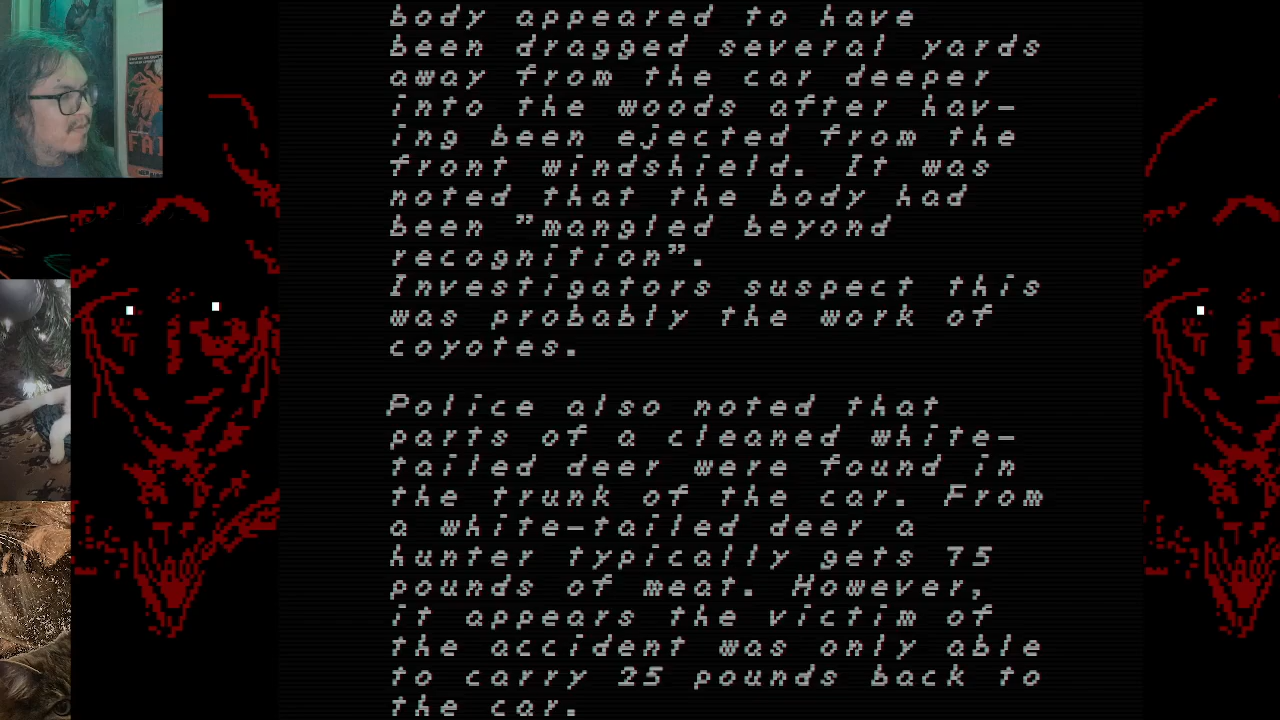 body appeared to have
been dragged several yards
away from the car deeper
into the woods after hav-
ing been ejected from the
front windshield. It was
noted that the body had
been "mangled beyond
recognition".
Investigators suspect this
was probably the work of
coyotes.
Police also noted that
parts of a cleaned white-
tailed deer were found in
the trunk of the car. From
a white-tailed deer a
hunter typically gets 75
pounds of meat. However,
it appears the victim of
the accident was only able
to carry 25 pounds back to
the car.